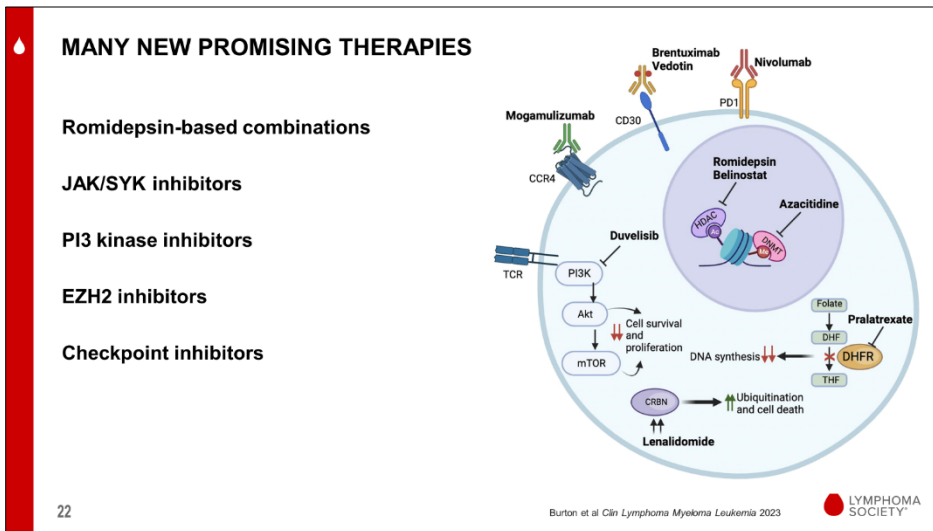 MANY NEW PROMISING THERAPIES
Romidepsin-based combinations
JAK/SYK inhibitors
PI3 kinase inhibitors
EZH2 inhibitors
Checkpoint inhibitors
Brentuximab
Vedotin
Nivolumab
PD1
CD30
Mogamulizumab
CCR4
Romidepsin
Belinostat
Azacitidine
HDAC
Ac
DNMT
Me
Duvelisib
TCR
PI3K
Akt
Cell survival
and
proliferation
mTOR
Folate
Pralatrexate
DHF
DNA synthesis
DHFR
THF
CRBN
Ubiquitination
and cell death
Lenalidomide
22
Burton et al Clin Lymphoma Myeloma Leukemia 2023
LYMPHOMA
SOCIETY